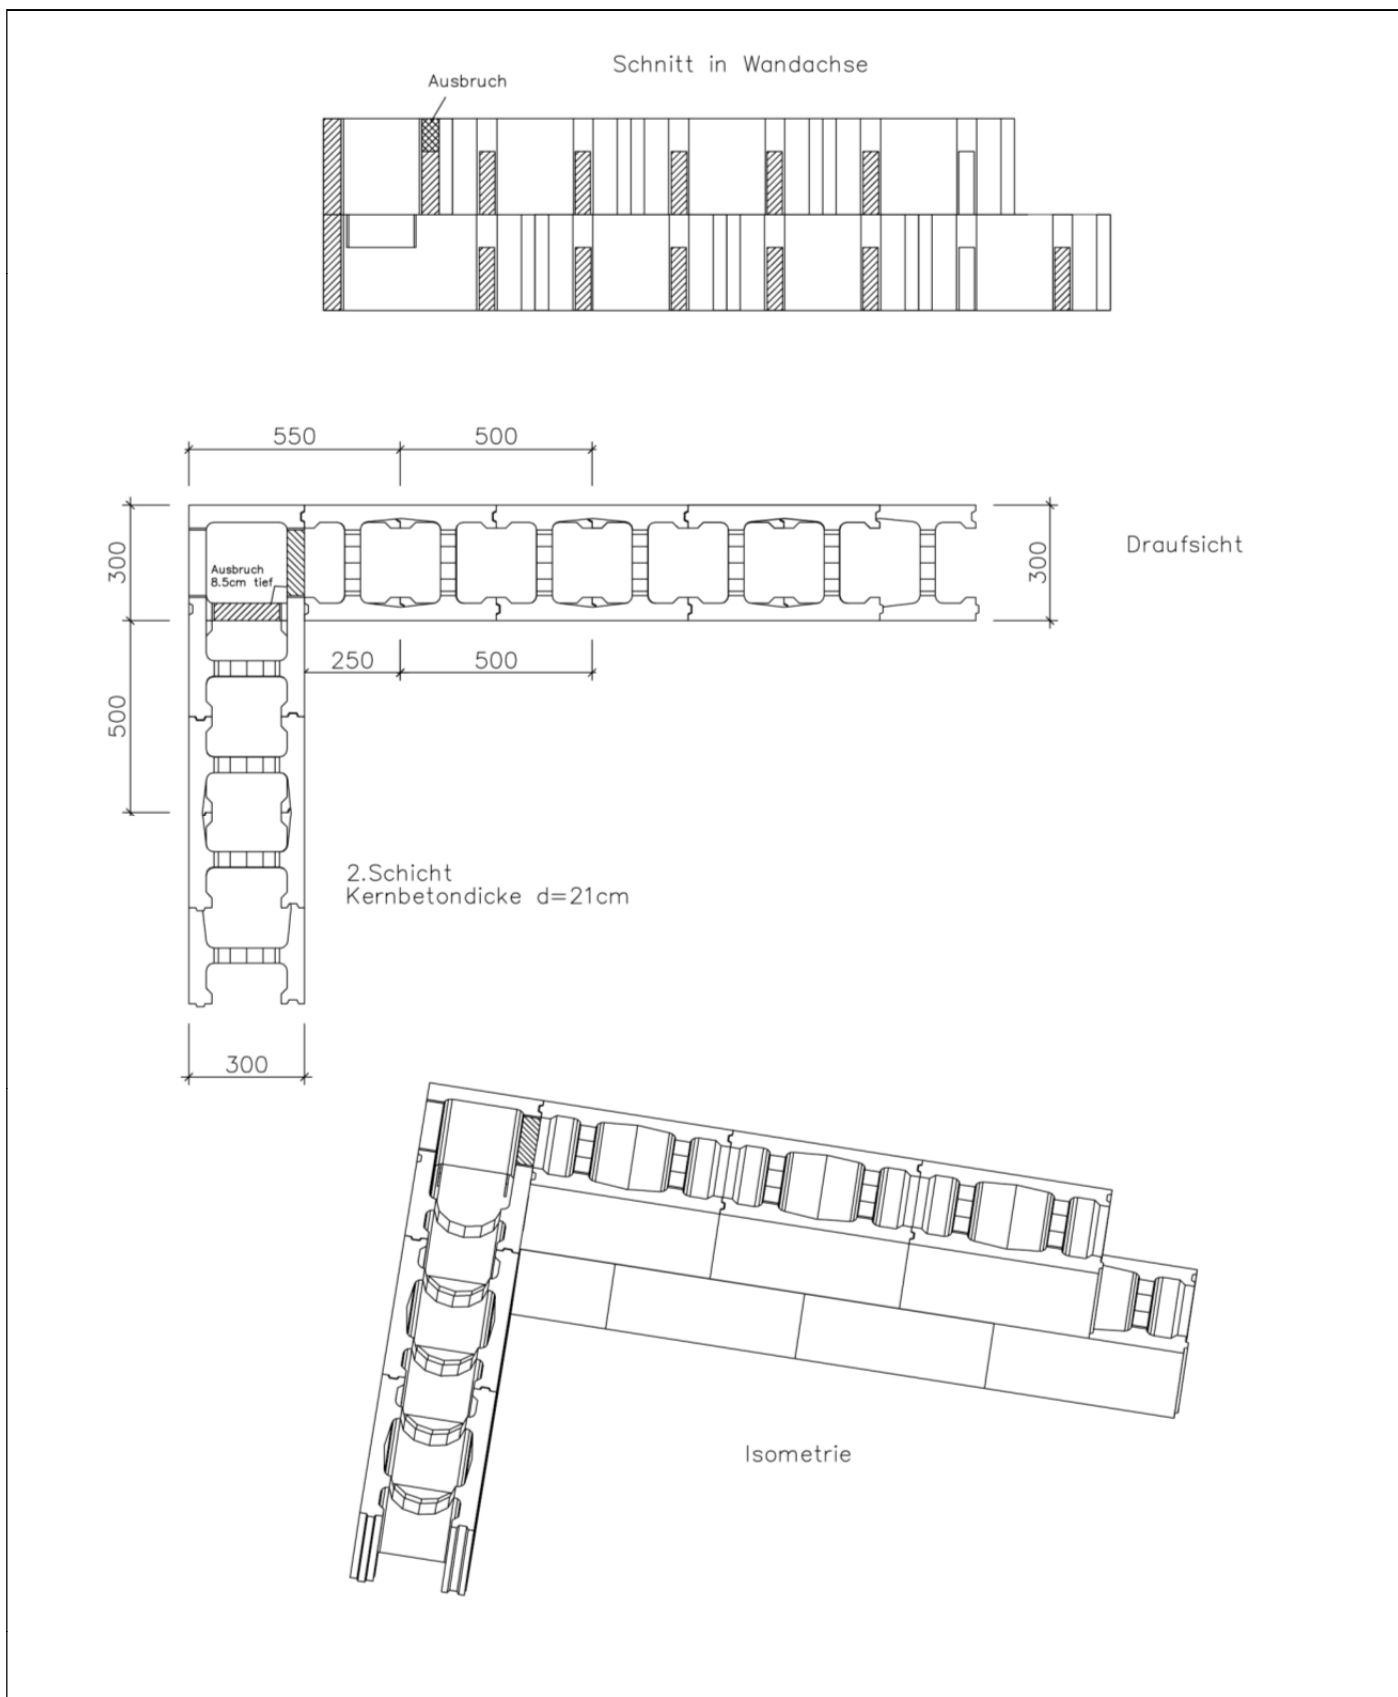 Schnitt in Wandachse
Ausbruch
550
500
300
300
Draufsicht
Ausbruch
8.5cm tief
250
500
500
2.Schicht
Kernbetondicke d=21cm
300
Isometrie